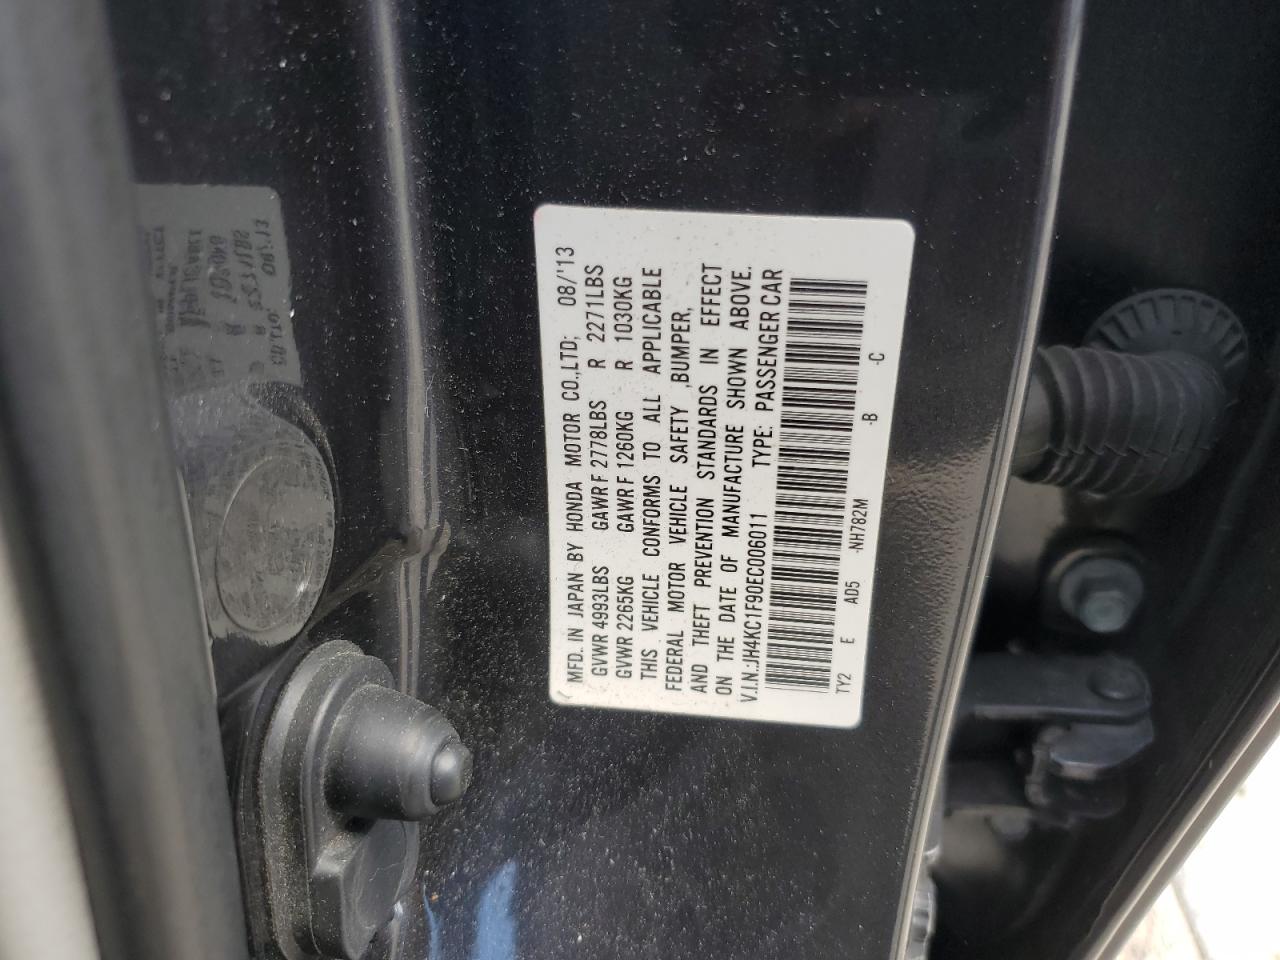 MFD. IN JAPAN BY HONDA MOTOR CO.,LTD; 08/'13
GVWR 4993LBS GAWR F 2778LBS R 2271LBS
GVWR 2265KG GAWR F 1260KG R 1030KG
THIS VEHICLE CONFORMS TO ALL APPLICABLE
FEDERAL MOTOR VEHICLE SAFETY ,BUMPER,
AND THEFT PREVENTION STANDARDS IN EFFECT
ON THE DATE OF MANUFACTURE SHOWN ABOVE.
V.I.N.:JH4KC1F90EC006011 TYPE: PASSENGER CAR
TY2 E AD5 -NH782M -B -C